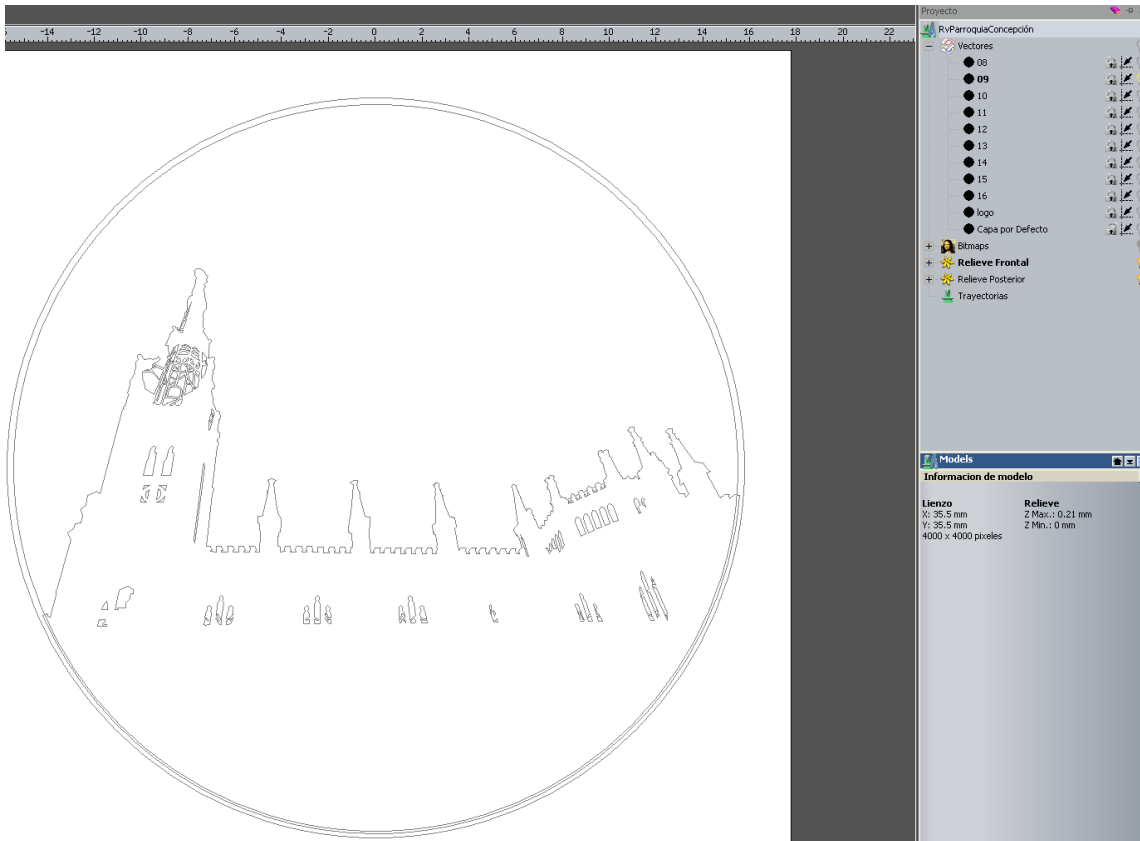 Proyecto
-14 -12 -10 -8 -6 -4 -2 0 2 4 6 8 10 12 14 16 18 20 22
RvParroquiaConcepción
Vectores
08
09
10
11
12
13
14
15
16
logo
Capa por Defecto
Bitmaps
Relieve Frontal
Relieve Posterior
Trayectorias
Models
Informacion de modelo
Lienzo Relieve
X: 35.5 mm Z Max.: 0.21 mm
Y: 35.5 mm Z Min.: 0 mm
4000 x 4000 pixeles